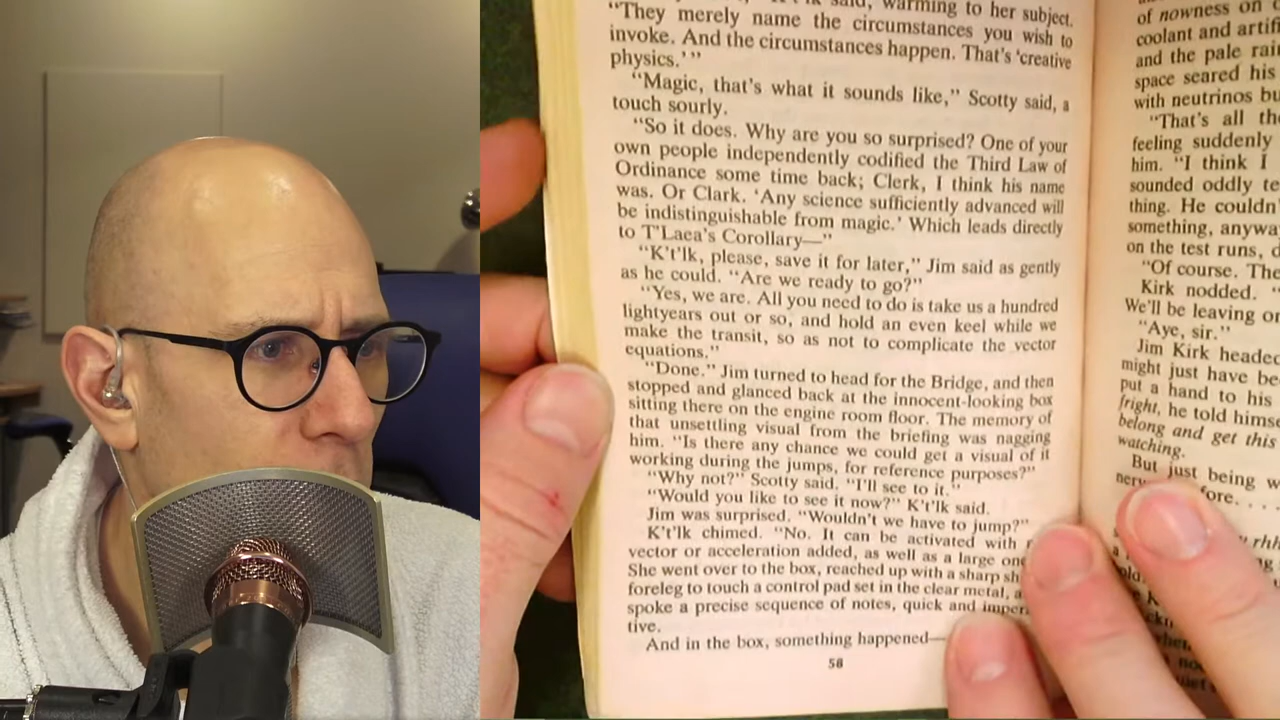 said, warming to her subject.
"They merely name the circumstances you wish to
invoke. And the circumstances happen. That's 'creative
physics.' "
"Magic, that's what it sounds like," Scotty said, a
touch sourly.
"So it does. Why are you so surprised? One of your
own people independently codified the Third Law of
Ordinance some time back; Clerk, I think his name
was. Or Clark. 'Any science sufficiently advanced will
be indistinguishable from magic.' Which leads directly
to T'Laea's Corollary—"
"K't'lk, please, save it for later," Jim said as gently
as he could. "Are we ready to go?"
"Yes, we are. All you need to do is take us a hundred
lightyears out or so, and hold an even keel while we
make the transit, so as not to complicate the vector
equations."
"Done." Jim turned to head for the Bridge, and then
stopped and glanced back at the innocent-looking box
sitting there on the engine room floor. The memory of
that unsettling visual from the briefing was nagging
him. "Is there any chance we could get a visual of it
working during the jumps, for reference purposes?"
"Why not?" Scotty said. "I'll see to it."
"Would you like to see it now?" K't'lk said.
Jim was surprised. "Wouldn't we have to jump?"
K't'lk chimed. "No. It can be activated with
vector or acceleration added, as well as a large
She went over to the box, reached up with a sharp
foreleg to touch a control pad set in the clear metal,
spoke a precise sequence of notes, quick and imper
tive.
And in the box, something happened—
58
of nowness on
coolant and
and the pale
space seared his
with neutrinos
"That's all
feeling suddenly
him. "I think I
sounded oddly
thing. He couldn'
something,
on the test runs,
"Of course.
Kirk nodded. "
We'll be leaving
"Aye, sir."
Jim Kirk
might just have
put a hand to his
fright, he told
belong and get this
watching.
But just being
fore. . . .